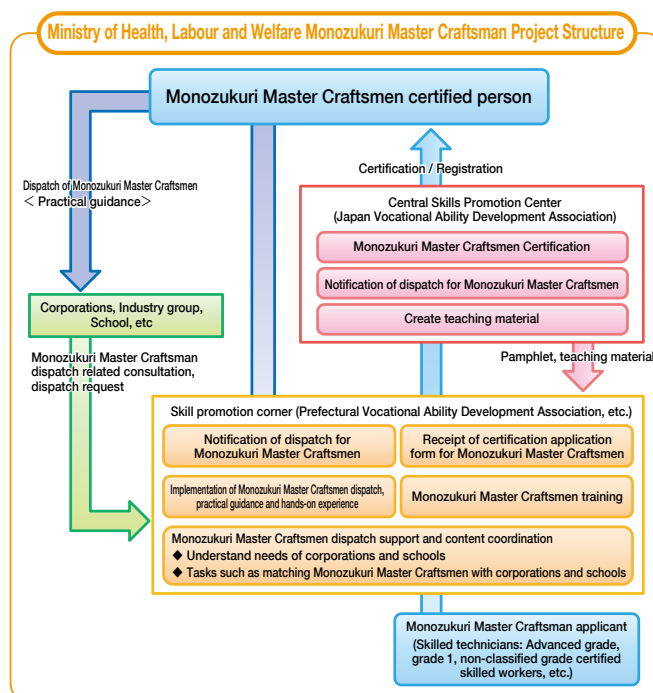 Ministry of Health, Labour and Welfare Monozukuri Master Craftsman Project Structure
Monozukuri Master Craftsmen certified person
Certification / Registration
Dispatch of Monozukuri Master Craftsmen
＜ Practical guidance＞
Central Skills Promotion Center
(Japan Vocational Ability Development Association)
Monozukuri Master Craftsmen Certification
Notification of dispatch for Monozukuri Master Craftsmen
Create teaching material
Corporations, Industry group,
School, etc
Monozukuri Master Craftsman
dispatch related consultation,
dispatch request
Pamphlet, teaching material
Skill promotion corner (Prefectural Vocational Ability Development Association, etc.)
Notification of dispatch for
Monozukuri Master Craftsmen
Receipt of certification application
form for Monozukuri Master Craftsmen
Implementation of Monozukuri Master Craftsmen dispatch,
practical guidance and hands-on experience
Monozukuri Master Craftsmen training
Monozukuri Master Craftsmen dispatch support and content coordination
◆ Understand needs of corporations and schools
◆ Tasks such as matching Monozukuri Master Craftsmen with corporations and schools
Monozukuri Master Craftsman applicant
(Skilled technicians: Advanced grade,
grade 1, non-classified grade certified
skilled workers, etc.)